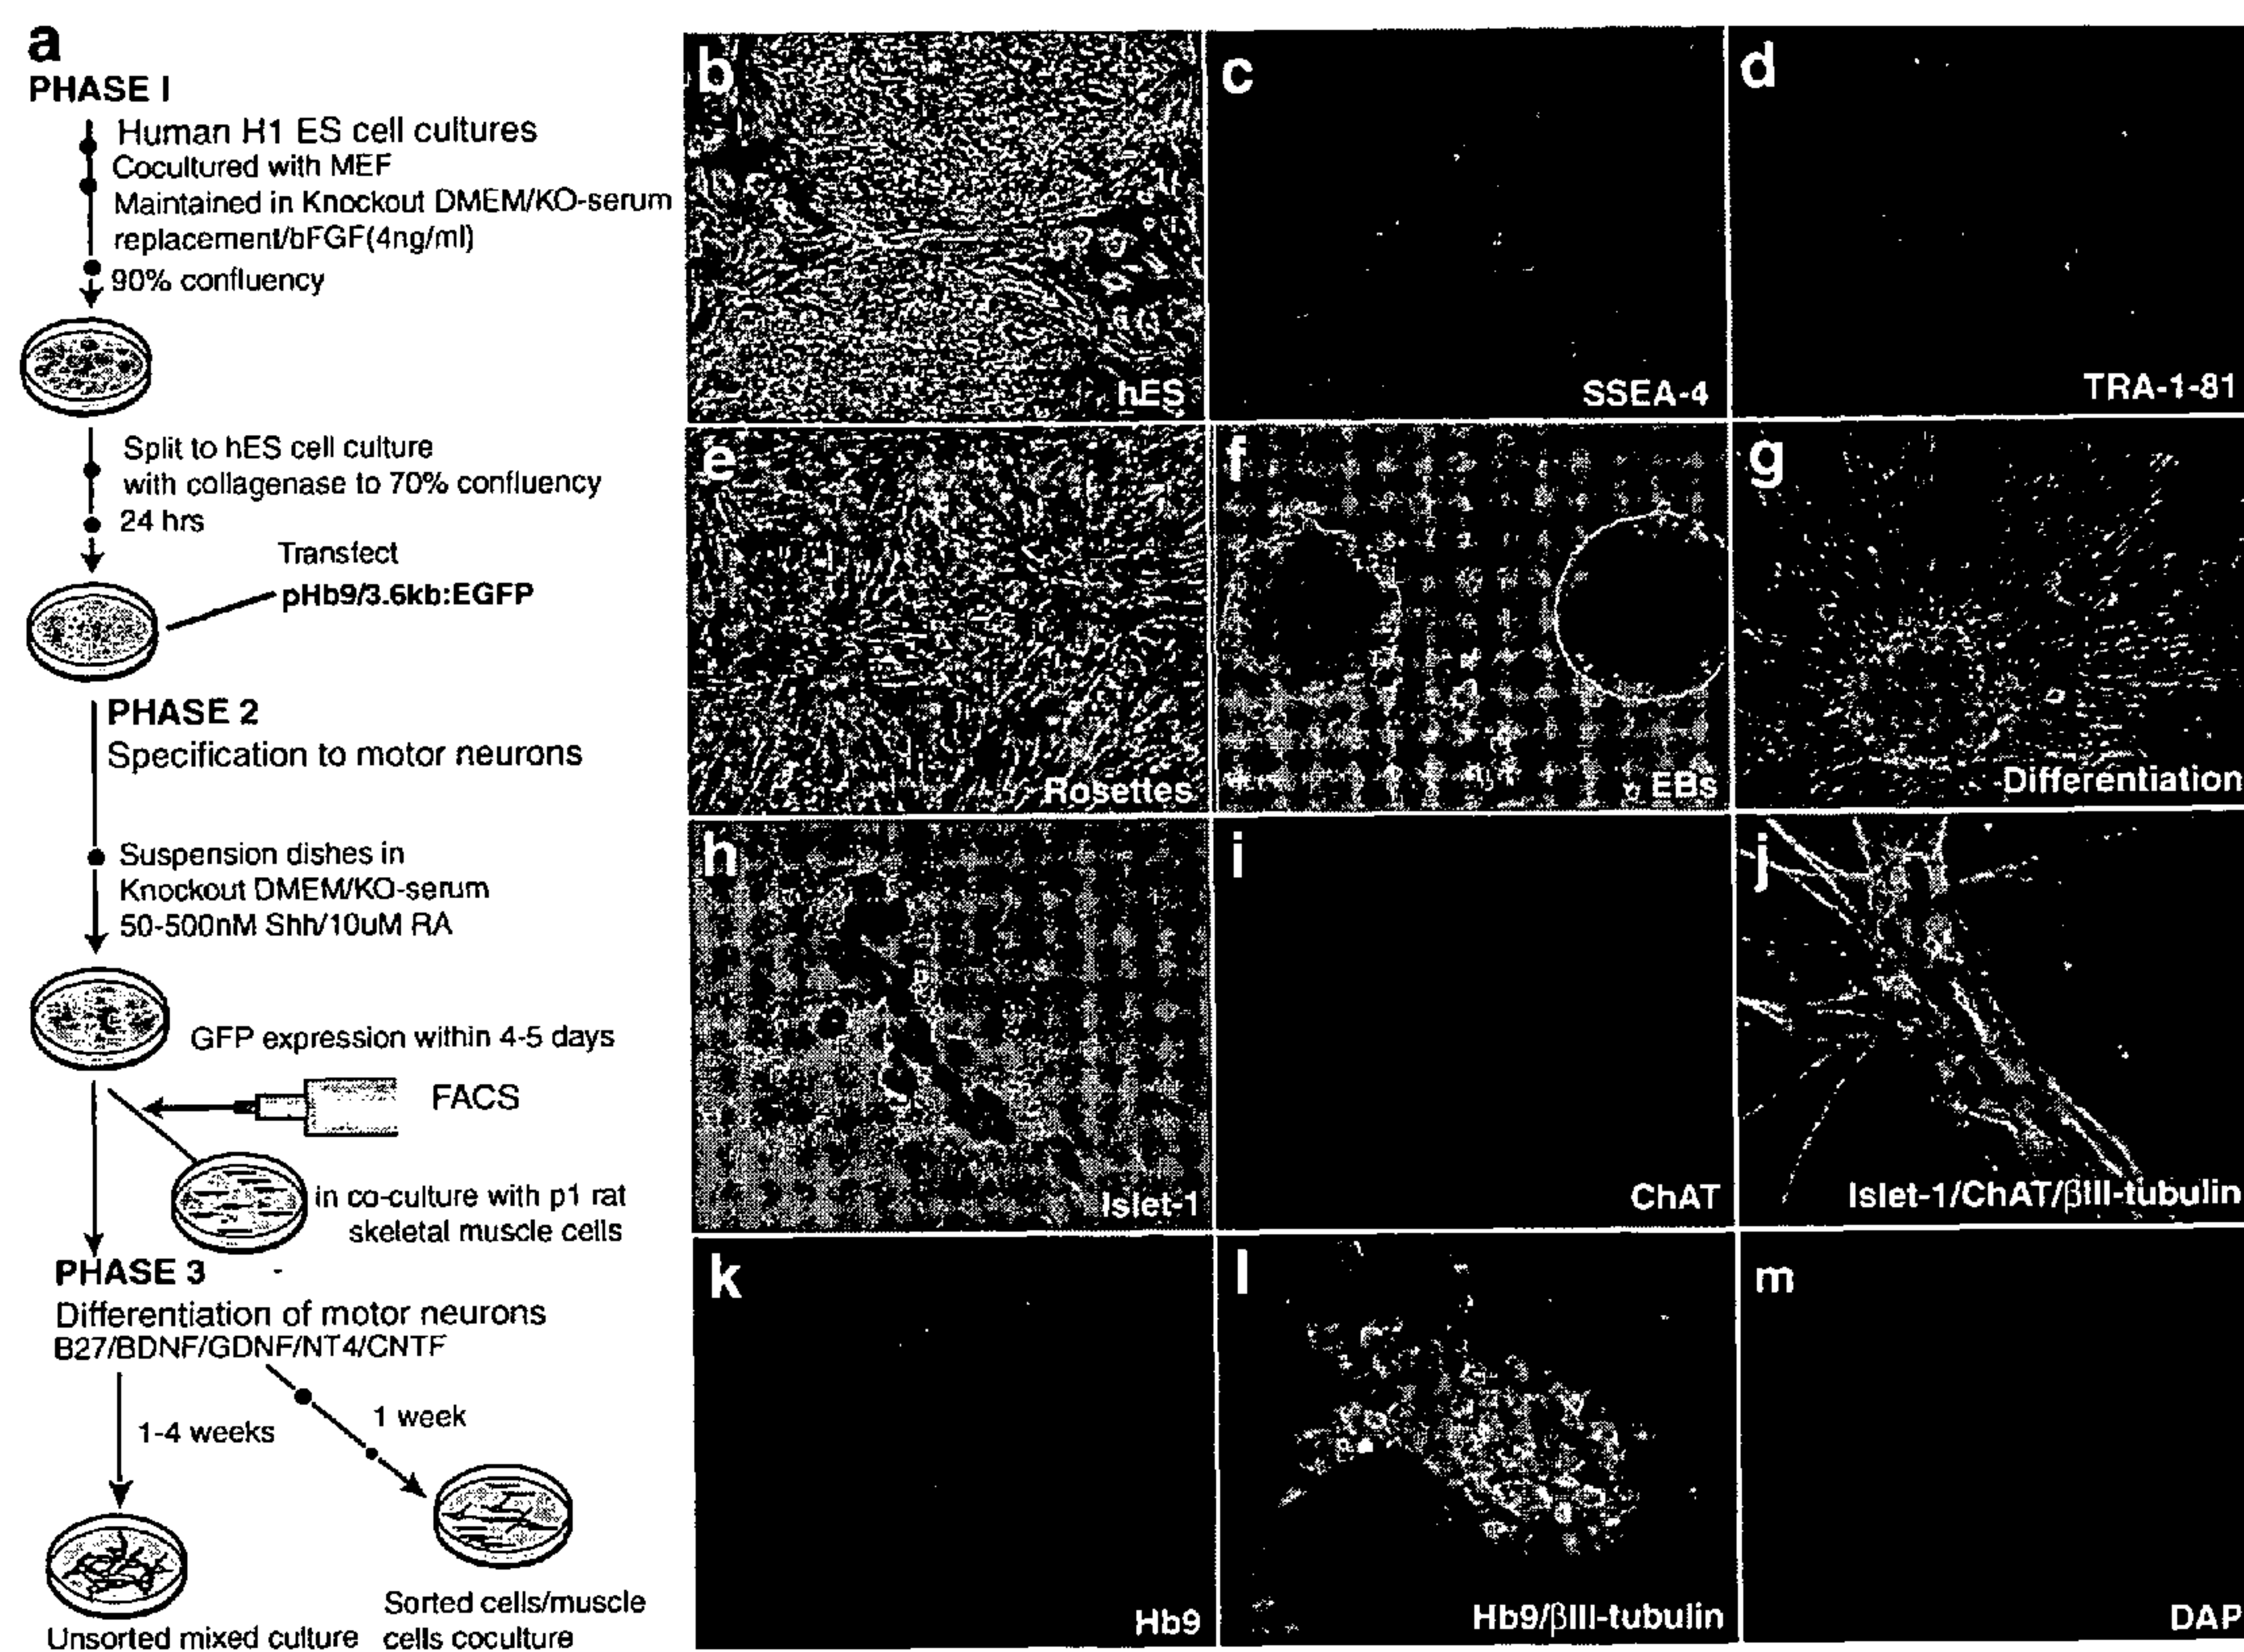 a
PHASE I
Human H1 ES cell cultures
Cocultured with MEF
Maintained in Knockout DMEM/KO-serum
replacement/bFGF(4ng/ml)
90% confluency
Split to hES cell culture
with collagenase to 70% confluency
24 hrs
Transfect
pHb9/3.6kb:EGFP
PHASE 2
Specification to motor neurons
Suspension dishes in
Knockout DMEM/KO-serum
50-500nM Shh/10uM RA
GFP expression within 4-5 days
FACS
in co-culture with p1 rat
skeletal muscle cells
PHASE 3
Differentiation of motor neurons
B27/BDNF/GDNF/NT4/CNTF
1-4 weeks
1 week
Unsorted mixed culture
Sorted cells/muscle
cells coculture
b
hES
c
SSEA-4
d
TRA-1-81
e
Rosettes
f
EBs
g
Differentiation
h
Islet-1
i
ChAT
j
Islet-1/ChAT/βIII-tubulin
k
Hb9
l
Hb9/βIII-tubulin
m
DAP